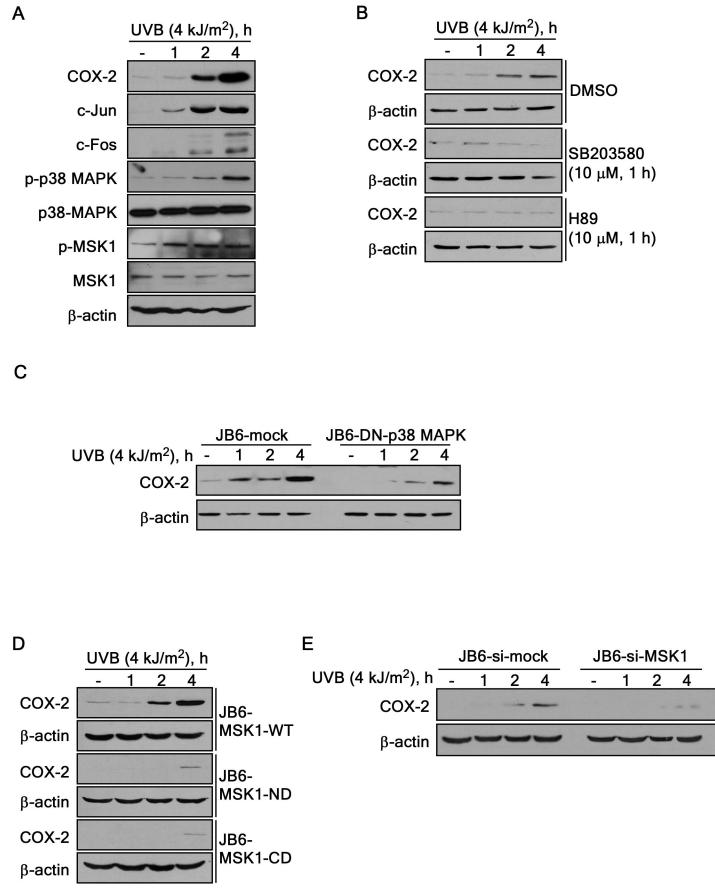 A
UVB (4 kJ/m²), h
- 1 2 4
COX-2
c-Jun
c-Fos
p-p38 MAPK
p38-MAPK
p-MSK1
MSK1
β-actin
B
UVB (4 kJ/m²), h
- 1 2 4
COX-2
β-actin
DMSO
COX-2
β-actin
SB203580
(10 μM, 1 h)
COX-2
β-actin
H89
(10 μM, 1 h)
C
JB6-mock JB6-DN-p38 MAPK
UVB (4 kJ/m²), h - 1 2 4 - 1 2 4
COX-2
β-actin
D
UVB (4 kJ/m²), h
- 1 2 4
COX-2
β-actin
JB6-
MSK1-WT
COX-2
β-actin
JB6-
MSK1-ND
COX-2
β-actin
JB6-
MSK1-CD
E
JB6-si-mock JB6-si-MSK1
UVB (4 kJ/m²), h - 1 2 4 - 1 2 4
COX-2
β-actin